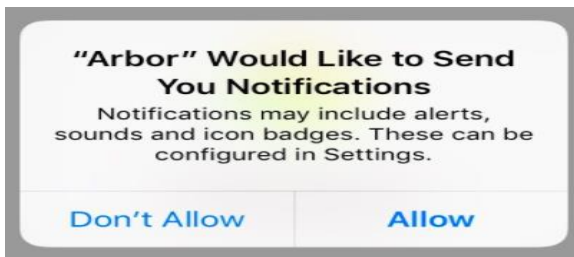 “Arbor” Would Like to Send
You Notifications
Notifications may include alerts,
sounds and icon badges. These can be
configured in Settings.
Don’t Allow
Allow